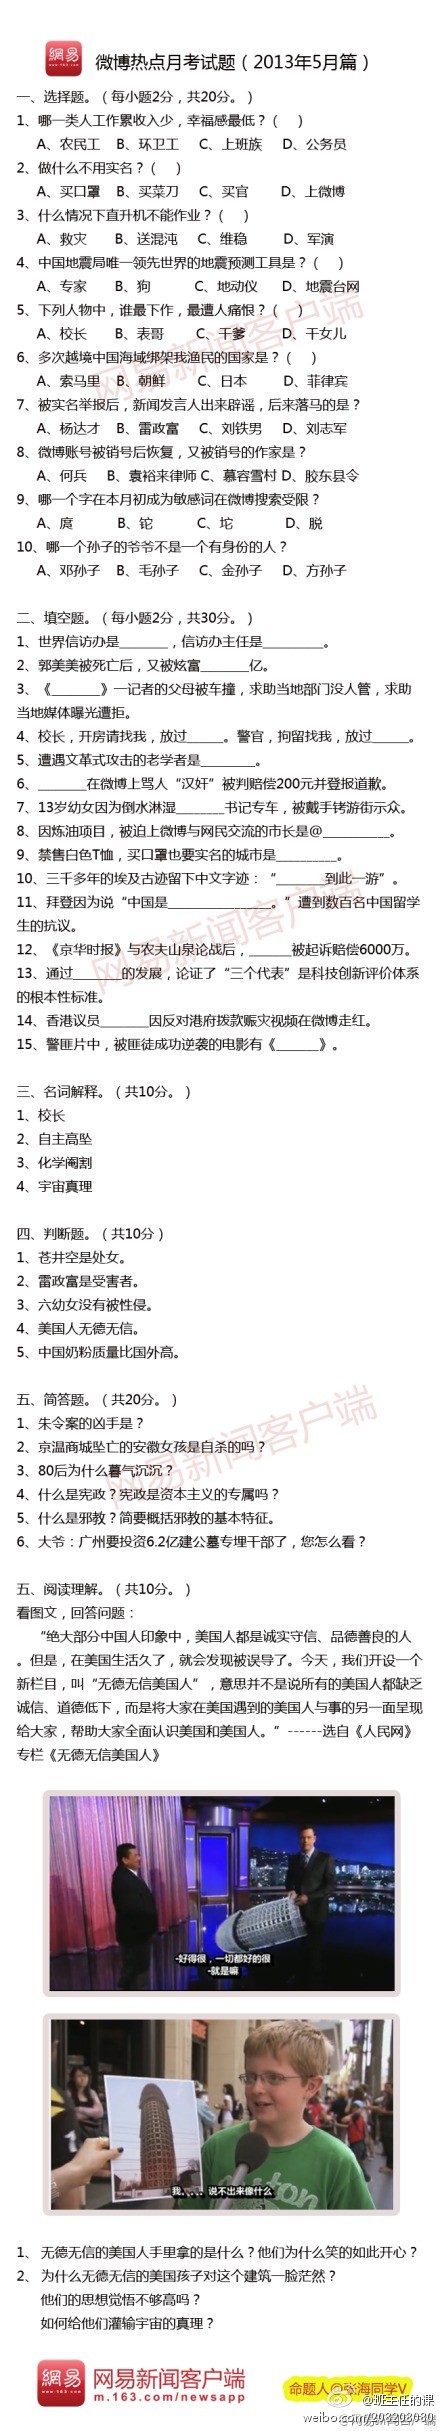 網易
www.163.com
微博热点月考试题（2013年5月篇）
一、选择题。（每小题2分，共20分。）
1、哪一类人工作累收入少，幸福感最低？（ ）
A、农民工 B、环卫工 C、上班族 D、公务员
2、做什么不用实名？（ ）
A、买口罩 B、买菜刀 C、买官 D、上微博
3、什么情况下直升机不能作业？（ ）
A、救灾 B、送混沌 C、维稳 D、军演
4、中国地震局唯一领先世界的地震预测工具是？（ ）
A、专家 B、狗 C、地动仪 D、地震台网
5、下列人物中，谁最下作，最遭人痛恨？（ ）
A、校长 B、表哥 C、干爹 D、干女儿
6、多次越境中国海域绑架我渔民的国家是？（ ）
A、索马里 B、朝鲜 C、日本 D、菲律宾
7、被实名举报后，新闻发言人出来辟谣，后来落马的是？
A、杨达才 B、雷政富 C、刘铁男 D、刘志军
8、微博账号被销号后恢复，又被销号的作家是？
A、何兵 B、袁裕来律师 C、慕容雪村 D、胶东县令
9、哪一个字在本月初成为敏感词在微博搜索受限？
A、庹 B、铊 C、坨 D、脱
10、哪一个孙子的爷爷不是一个有身份的人？
A、邓孙子 B、毛孙子 C、金孙子 D、方孙子
二、填空题。（每小题2分，共30分。）
1、世界信访办是_______，信访办主任是_________。
2、郭美美被死亡后，又被炫富_______亿。
3、《_______》一记者的父母被车撞，求助当地部门没人管，求助
当地媒体曝光遭拒。
4、校长，开房请找我，放过_____。警官，拘留找我，放过_____。
5、遭遇文革式攻击的老学者是________。
6、_______在微博上骂人“汉奸”被判赔偿200元并登报道歉。
7、13岁幼女因为倒水淋湿_______书记专车，被戴手铐游街示众。
8、因炼油项目，被迫上微博与网民交流的市长是@__________。
9、禁售白色T恤，买口罩也要实名的城市是_________。
10、三千多年的埃及古迹留下中文字迹：“_______到此一游”。
11、拜登因为说“中国是_______________。”遭到数百名中国留学
生的抗议。
12、《京华时报》与农夫山泉论战后，______被起诉赔偿6000万。
13、通过_______的发展，论证了“三个代表”是科技创新评价体系
的根本性标准。
14、香港议员_______因反对港府拨款赈灾视频在微博走红。
15、警匪片中，被匪徒成功逆袭的电影有《______》。
三、名词解释。（共10分。）
1、校长
2、自主高坠
3、化学阉割
4、宇宙真理
四、判断题。（共10分）
1、苍井空是处女。
2、雷政富是受害者。
3、六幼女没有被性侵。
4、美国人无德无信。
5、中国奶粉质量比国外高。
五、简答题。（共20分。）
1、朱令案的凶手是？
2、京温商城坠亡的安徽女孩是自杀的吗？
3、80后为什么暮气沉沉？
4、什么是宪政？宪政是资本主义的专属吗？
5、什么是邪教？简要概括邪教的基本特征。
6、大爷：广州要投资6.2亿建公墓专埋干部了，您怎么看？
五、阅读理解。（共10分。）
看图文，回答问题：
“绝大部分中国人印象中，美国人都是诚实守信、品德善良的人
。但是，在美国生活久了，就会发现被误导了。今天，我们开设一个
新栏目，叫“无德无信美国人”，意思并不是说所有的美国人都缺乏
诚信、道德低下，而是将大家在美国遇到的美国人与事的另一面呈现
给大家，帮助大家全面认识美国和美国人。”------选自《人民网》
专栏《无德无信美国人》
-好得很，一切都好的很
-就是嘛
我．．．．说不出来像什么
1、无德无信的美国人手里拿的是什么？他们为什么笑的如此开心？
2、为什么无德无信的美国孩子对这个建筑一脸茫然？
他们的思想觉悟不够高吗？
如何给他们灌输宇宙的真理？
網易
www.163.com
网易新闻客户端
m.163.com/newsapp
命题人@张海同学V
@班主任的课
weibo.com/203203030
网易新闻客户端
网易新闻客户端
网易新闻客户端